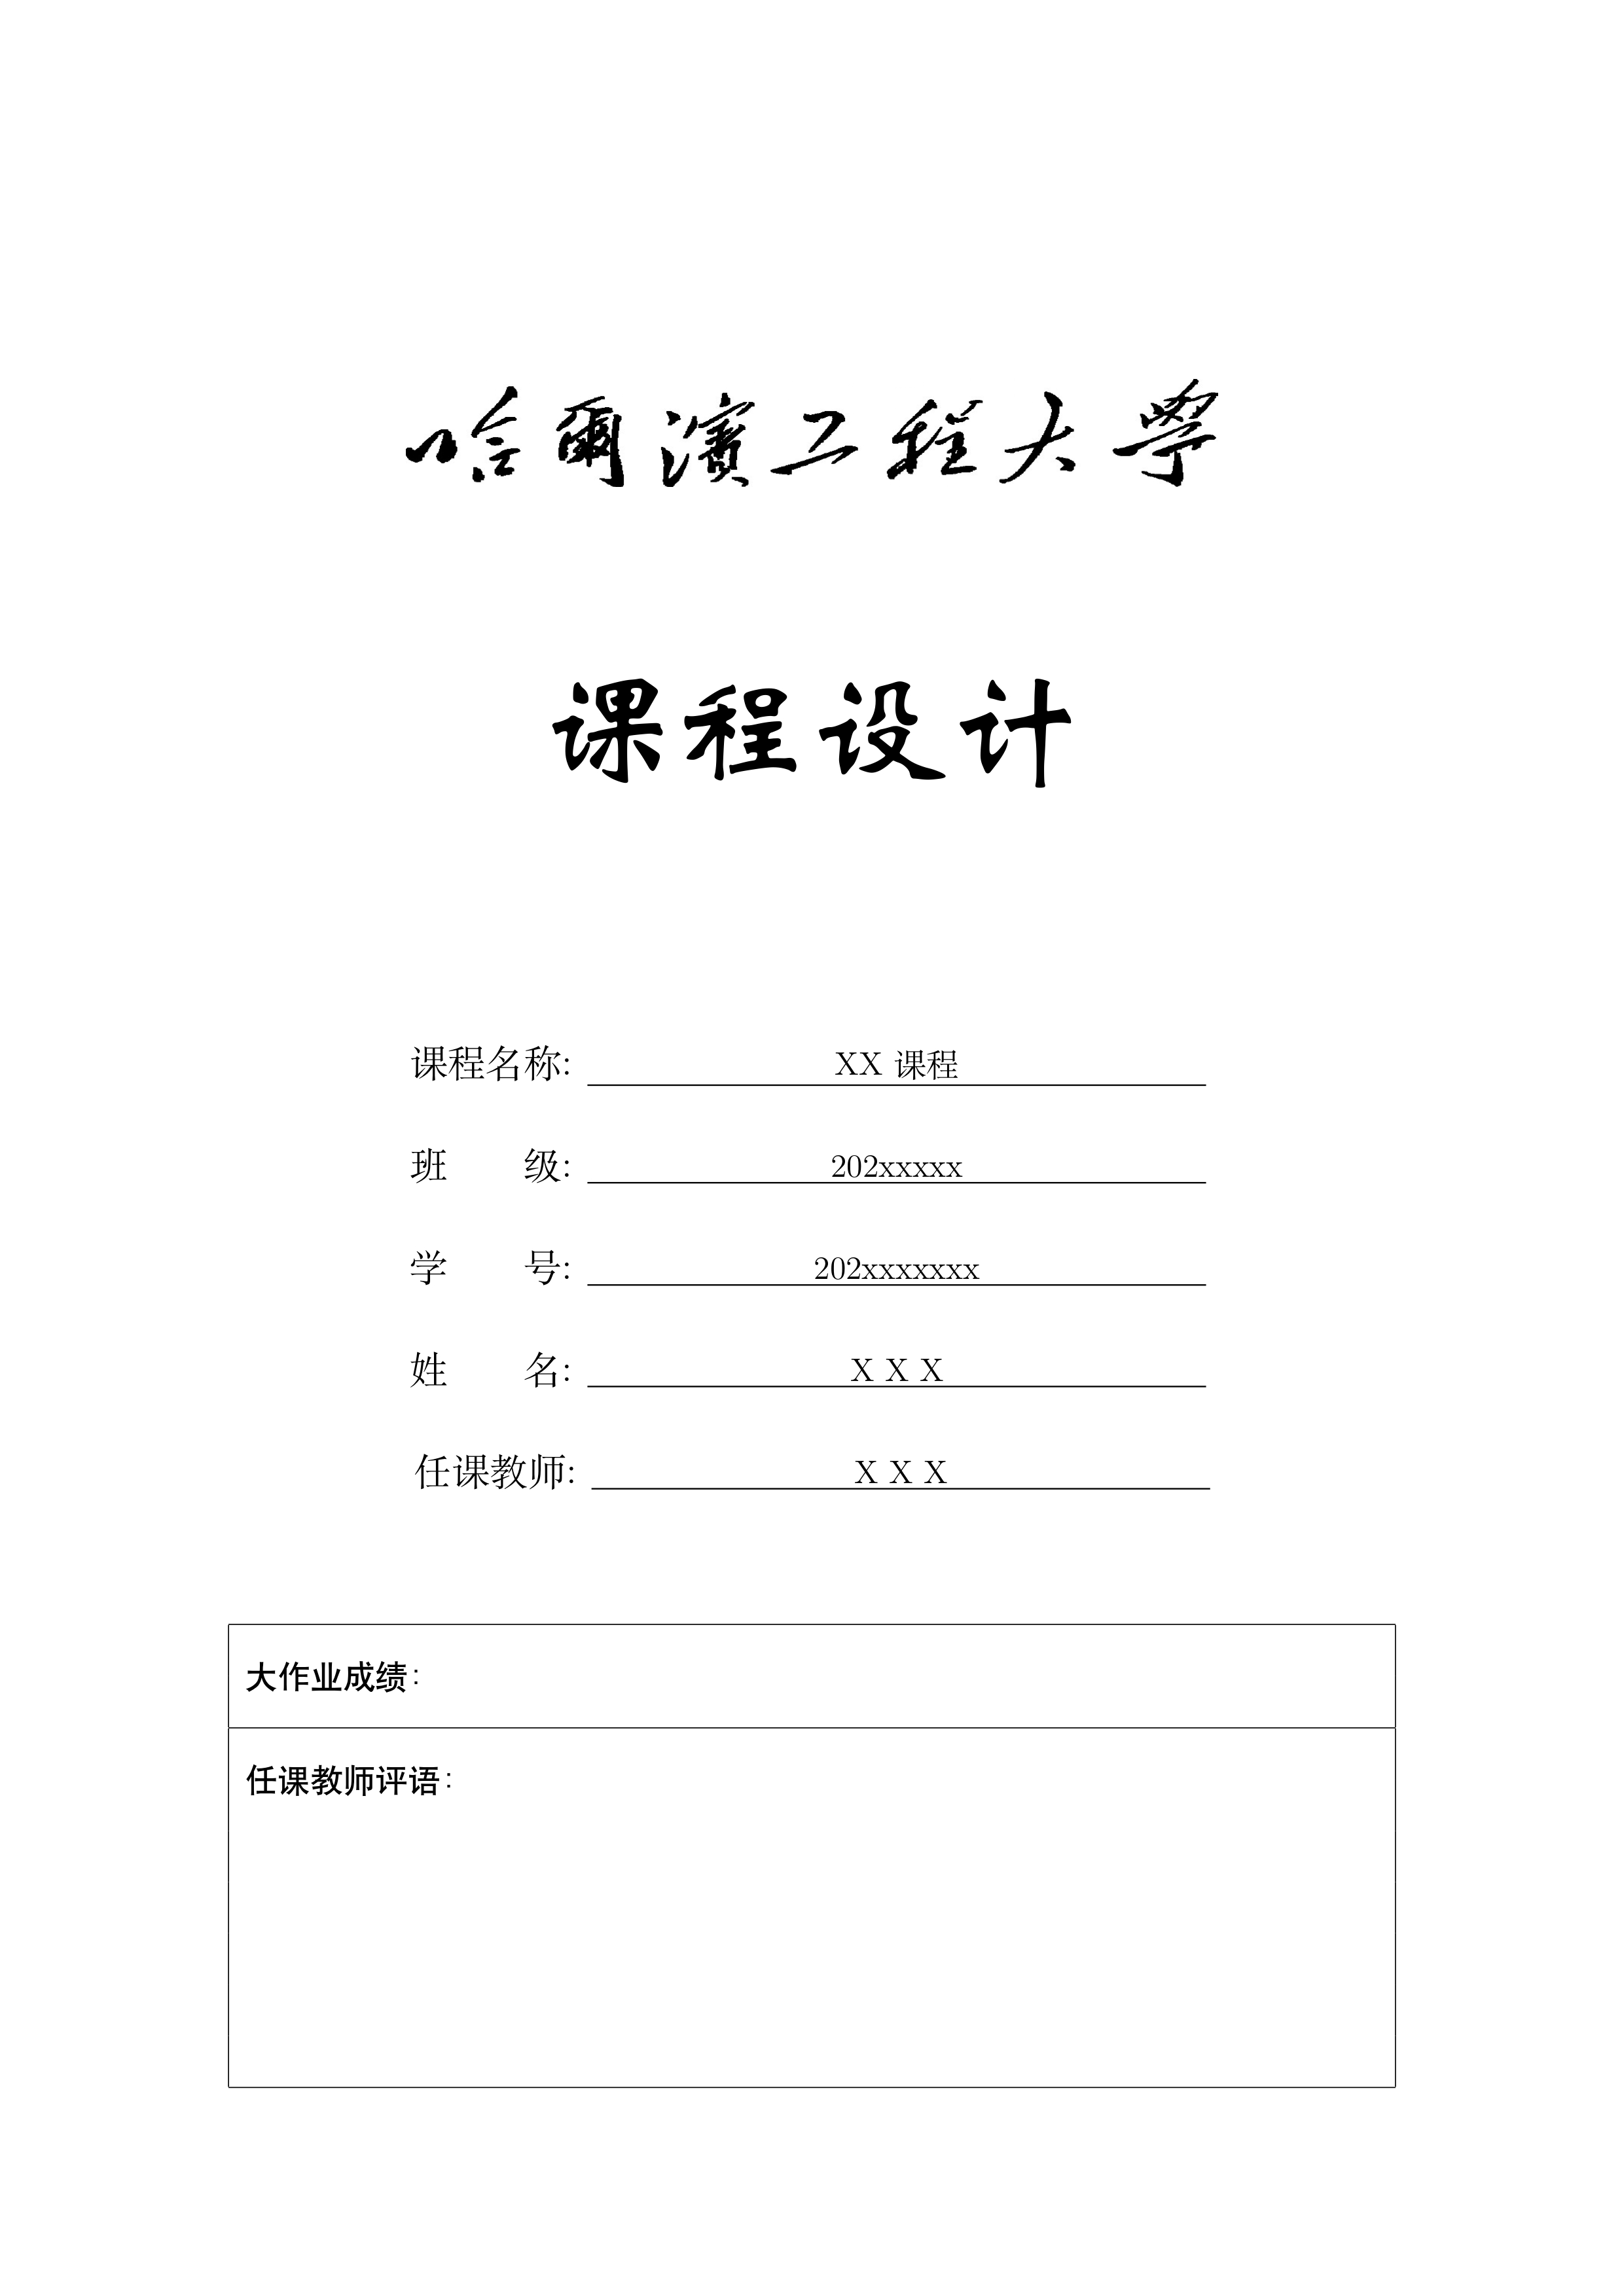 哈爾濱工程大學
课程设计
课程名称: XX 课程
班 级: 202xxxxx
学 号: 202xxxxxxx
姓 名: X X X
任课教师: X X X
大作业成绩:
任课教师评语: